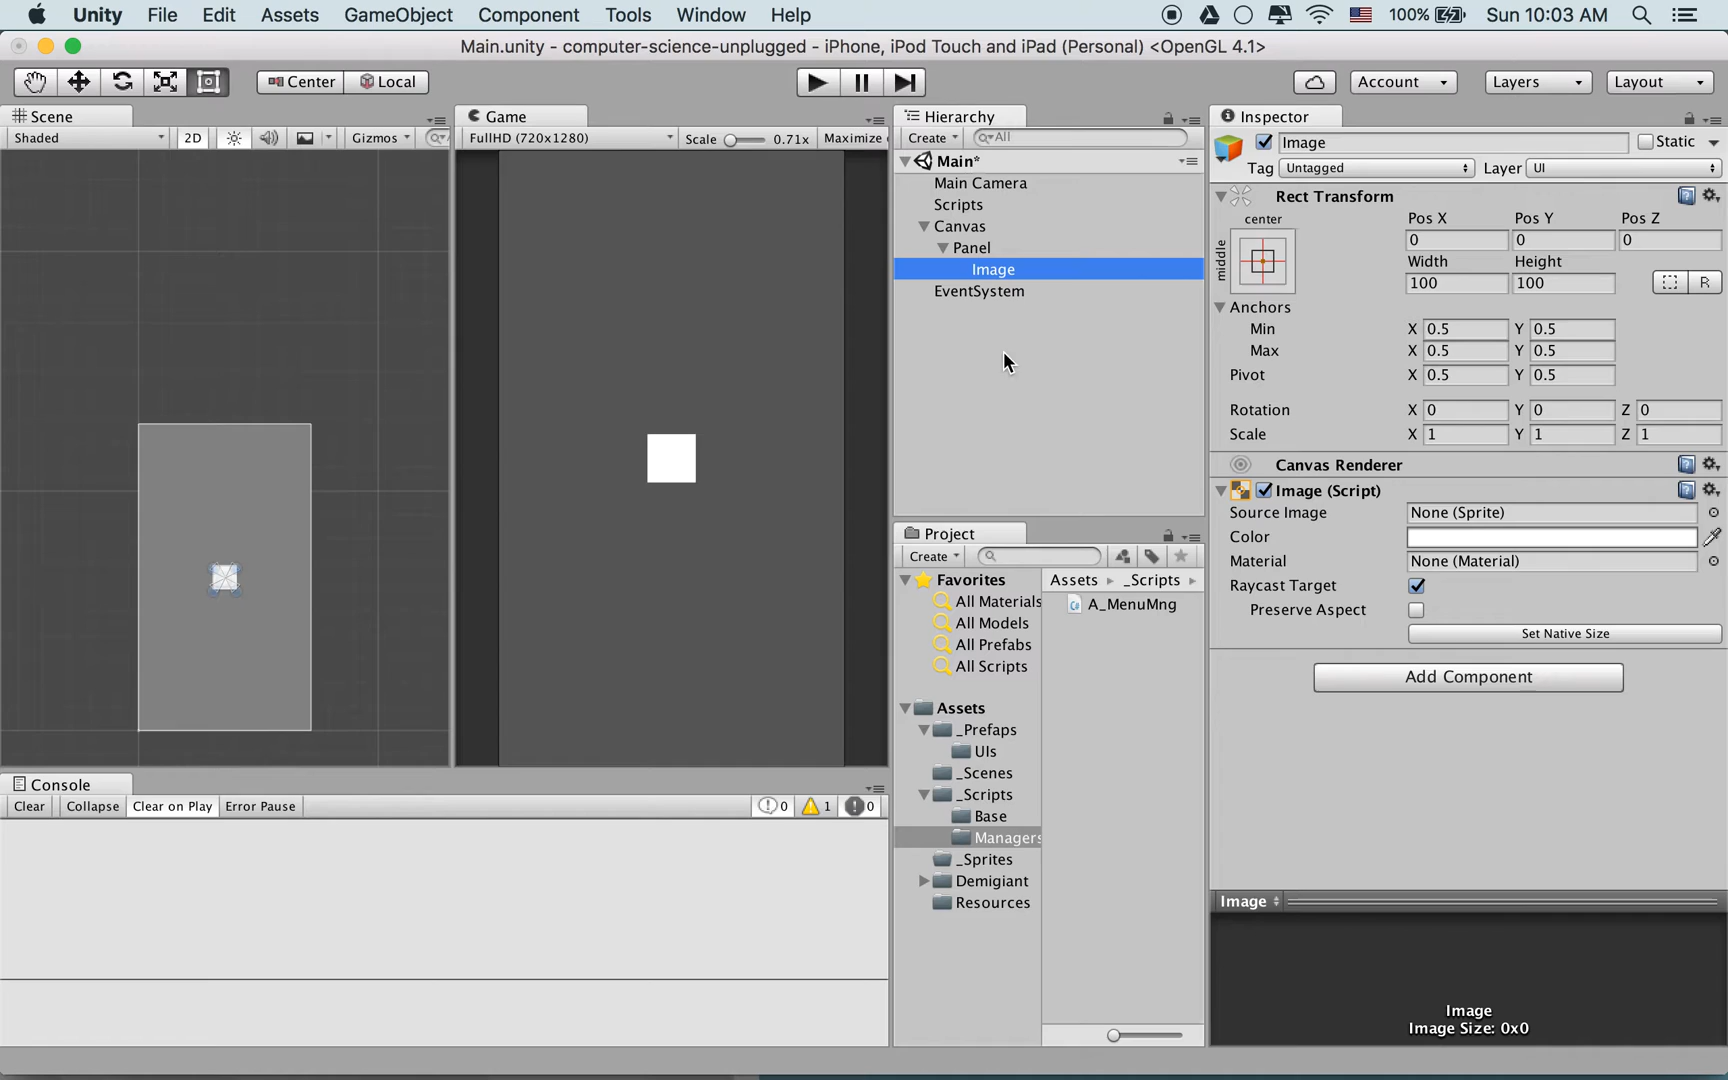 Unity File Edit Assets GameObject Component Tools Window Help 100% Sun 10:03 AM
Main.unity - computer-science-unplugged - iPhone, iPod Touch and iPad (Personal) <OpenGL 4.1>
Center Local Account Layers Layout
Scene
Shaded 2D Gizmos
Game
FullHD (720x1280) Scale 0.71x Maximize
Hierarchy
Create All
Main*
Main Camera
Scripts
Canvas
Panel
Image
EventSystem
Project
Create
Favorites
All Materials
All Models
All Prefabs
All Scripts
Assets
_Prefaps
UIs
_Scenes
_Scripts
Base
Managers
_Sprites
Demigiant
Resources
Assets _Scripts
A_MenuMng
Inspector
Image Static
Tag Untagged Layer UI
Rect Transform
center
middle
Pos X Pos Y Pos Z
0 0 0
Width Height
100 100 R
Anchors
Min X 0.5 Y 0.5
Max X 0.5 Y 0.5
Pivot X 0.5 Y 0.5
Rotation X 0 Y 0 Z 0
Scale X 1 Y 1 Z 1
Canvas Renderer
Image (Script)
Source Image None (Sprite)
Color
Material None (Material)
Raycast Target
Preserve Aspect
Set Native Size
Add Component
Image
Image
Image Size: 0x0
Console
Clear Collapse Clear on Play Error Pause 0 1 0